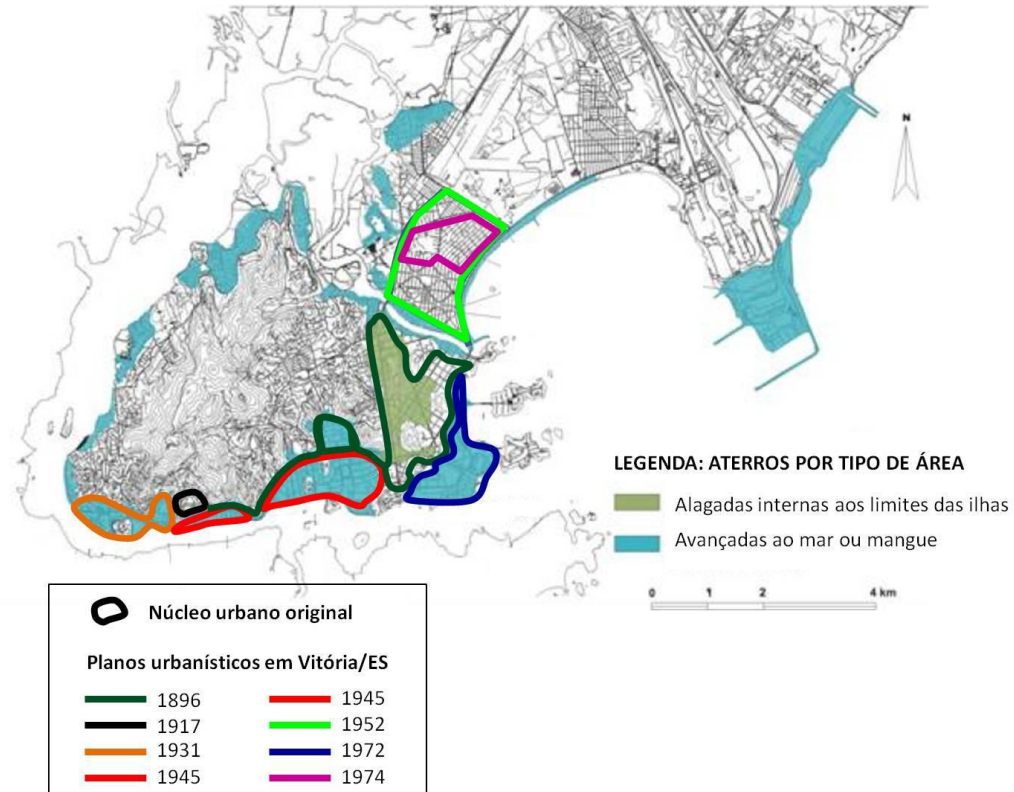 N
LEGENDA: ATERROS POR TIPO DE ÁREA
Alagadas internas aos limites das ilhas
Avançadas ao mar ou mangue
0 1 2 4 km
Núcleo urbano original
Planos urbanísticos em Vitória/ES
1896
1917
1931
1945
1945
1952
1972
1974